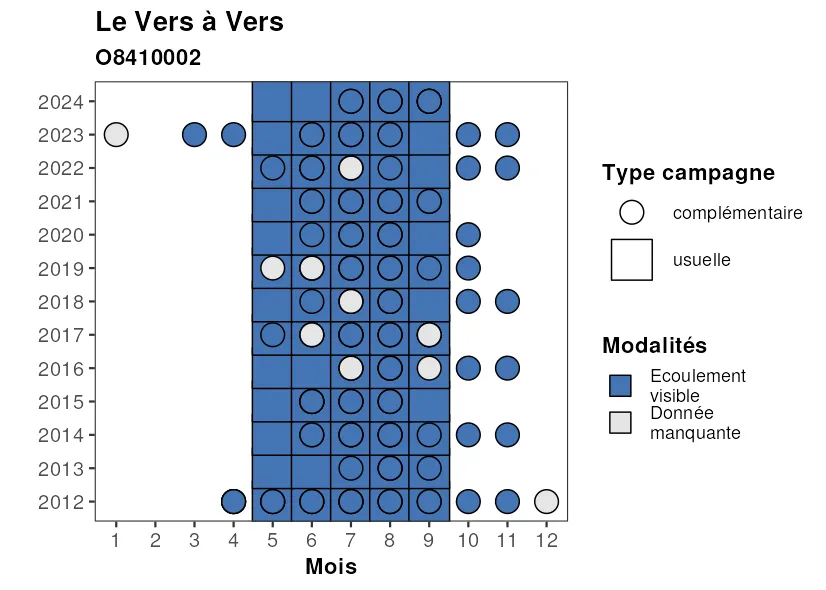 Le Vers à Vers
O8410002
2024
2023
2022
2021
2020
2019
2018
2017
2016
2015
2014
2013
2012
1 2 3 4 5 6 7 8 9 10 11 12
Mois
Type campagne
complémentaire
usuelle
Modalités
Ecoulement
visible
Donnée
manquante